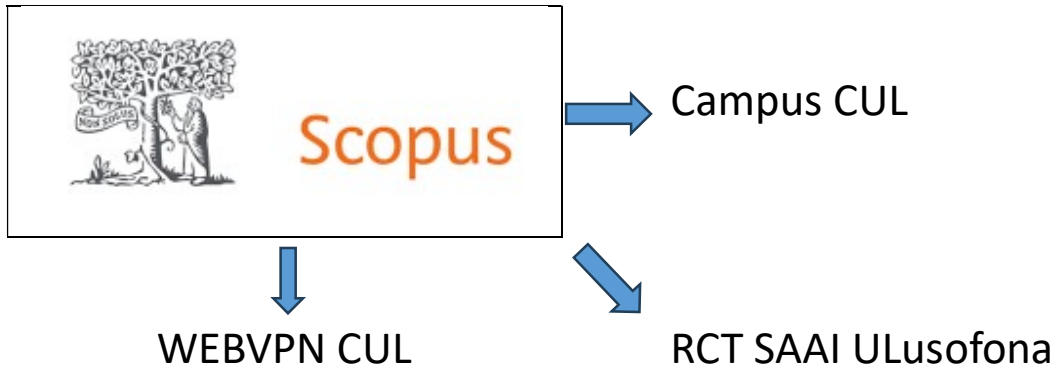 NON SOLUS
Scopus
Campus CUL
WEBVPN CUL
RCT SAAI ULusofona